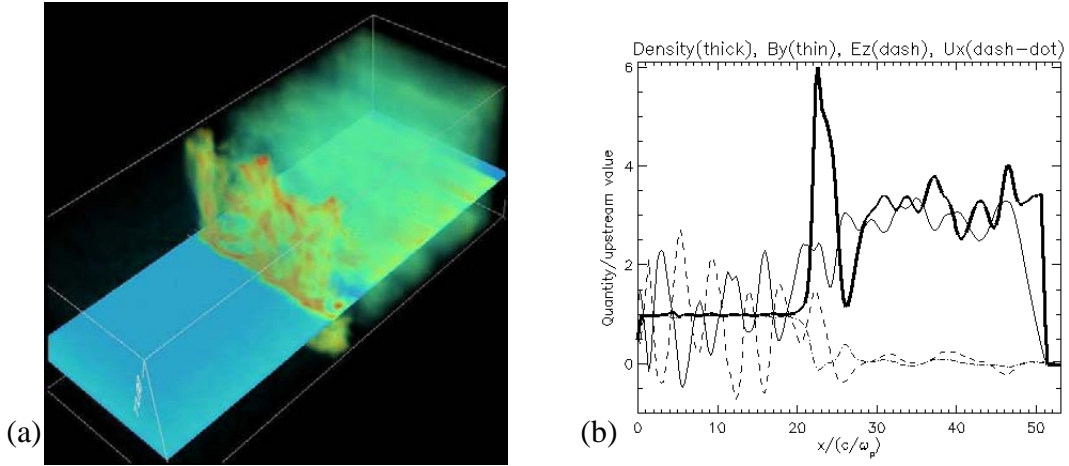 (a)
(b)
Density(thick), By(thin), Ez(dash), Ux(dash-dot)
Quantity/upstream value
6
4
2
0
0 10 20 30 40 50
x/(c/ωp)